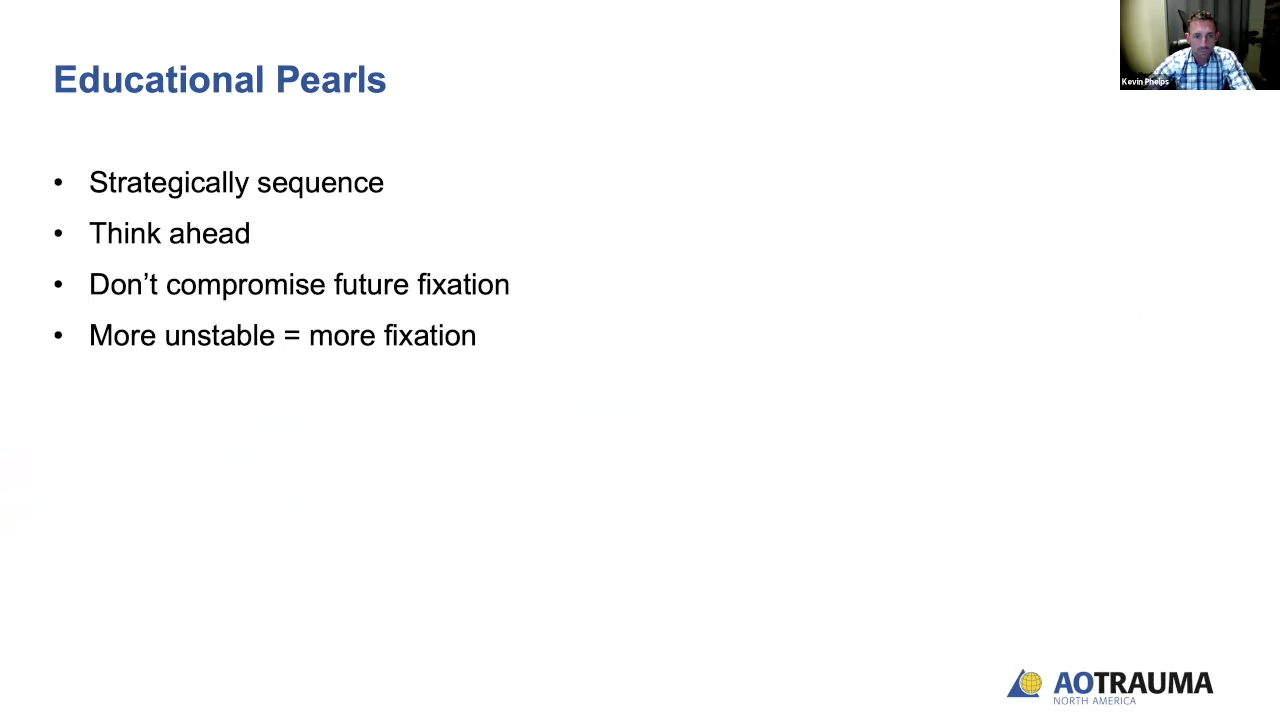 Educational Pearls
Kevin Phelps
• Strategically sequence
• Think ahead
• Don’t compromise future fixation
• More unstable = more fixation
AOTRAUMA
NORTH AMERICA